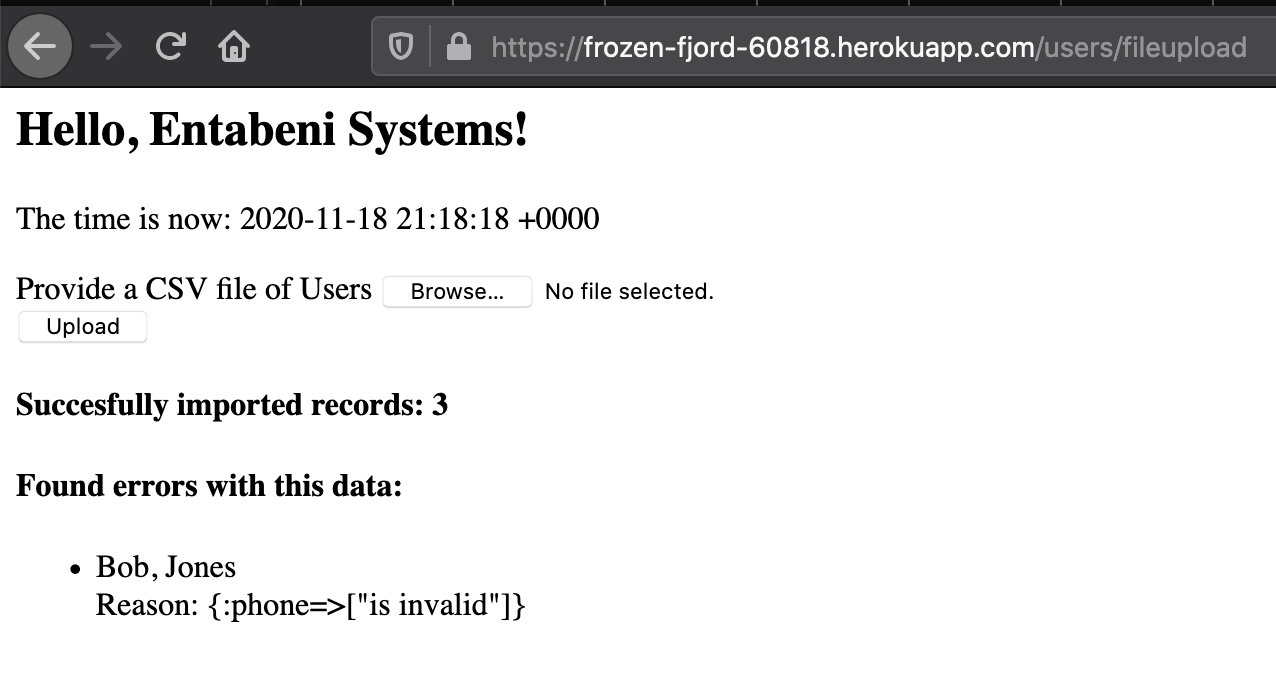 https://frozen-fjord-60818.herokuapp.com/users/fileupload
Hello, Entabeni Systems!
The time is now: 2020-11-18 21:18:18 +0000
Provide a CSV file of Users Browse... No file selected.
Upload
Succesfully imported records: 3
Found errors with this data:
• Bob, Jones
Reason: {:phone=>["is invalid"]}